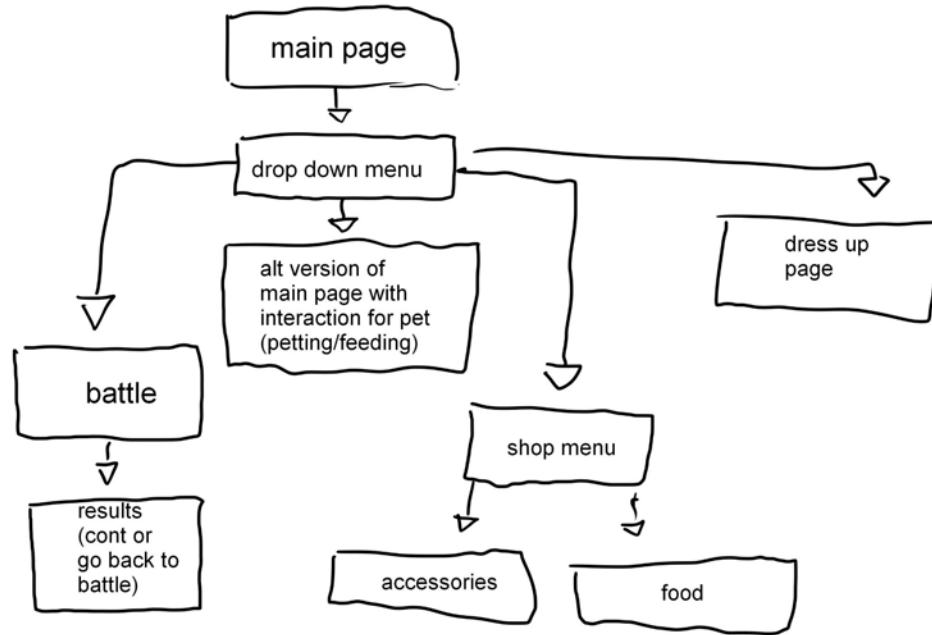 main page
drop down menu
alt version of
main page with
interaction for pet
(petting/feeding)
dress up
page
battle
shop menu
results
(cont or
go back to
battle)
accessories
food